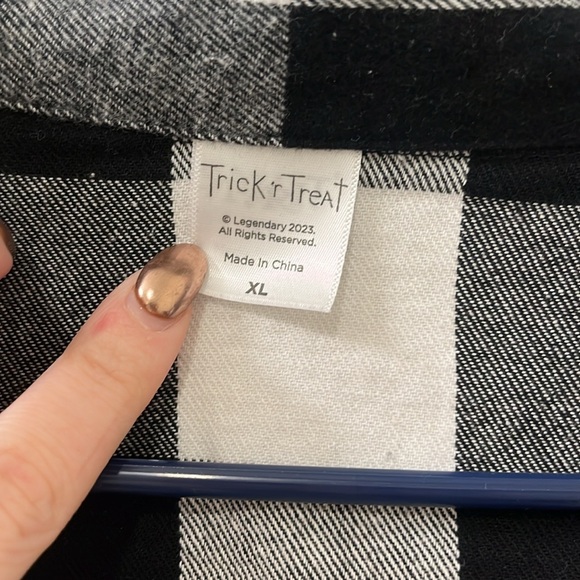 Trick 'r Treat
© Legendary 2023.
All Rights Reserved.
Made In China
XL